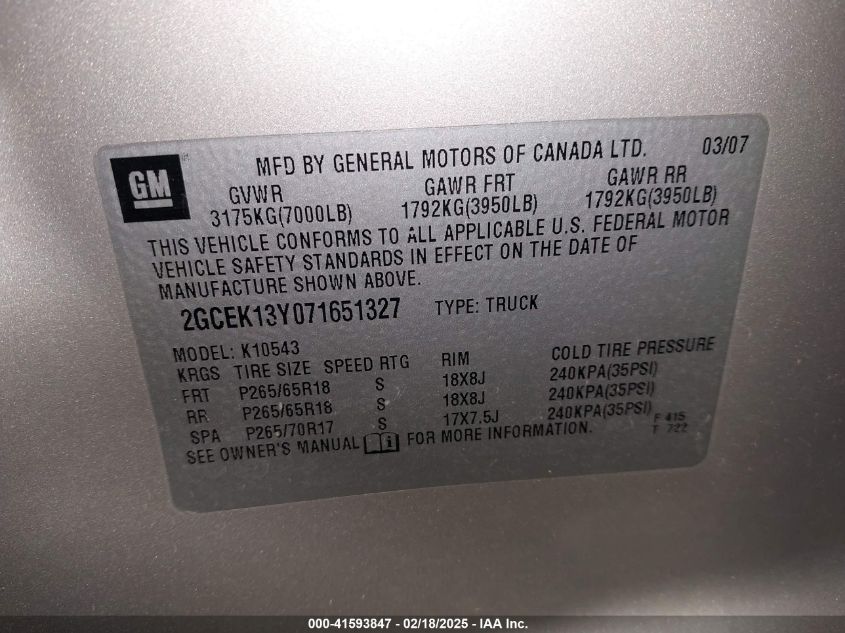 GM
MFD BY GENERAL MOTORS OF CANADA LTD. 03/07
GVWR GAWR FRT GAWR RR
3175KG(7000LB) 1792KG(3950LB) 1792KG(3950LB)
THIS VEHICLE CONFORMS TO ALL APPLICABLE U.S. FEDERAL MOTOR
VEHICLE SAFETY STANDARDS IN EFFECT ON THE DATE OF
MANUFACTURE SHOWN ABOVE.
2GCEK13Y071651327 TYPE: TRUCK
MODEL: K10543
KRGS TIRE SIZE SPEED RTG RIM COLD TIRE PRESSURE
FRT P265/65R18 S 18X8J 240KPA(35PSI)
RR P265/65R18 S 18X8J 240KPA(35PSI)
SPA P265/70R17 S 17X7.5J 240KPA(35PSI) F 415
SEE OWNER'S MANUAL i FOR MORE INFORMATION. T 722
000-41593847 - 02/18/2025 - IAA Inc.